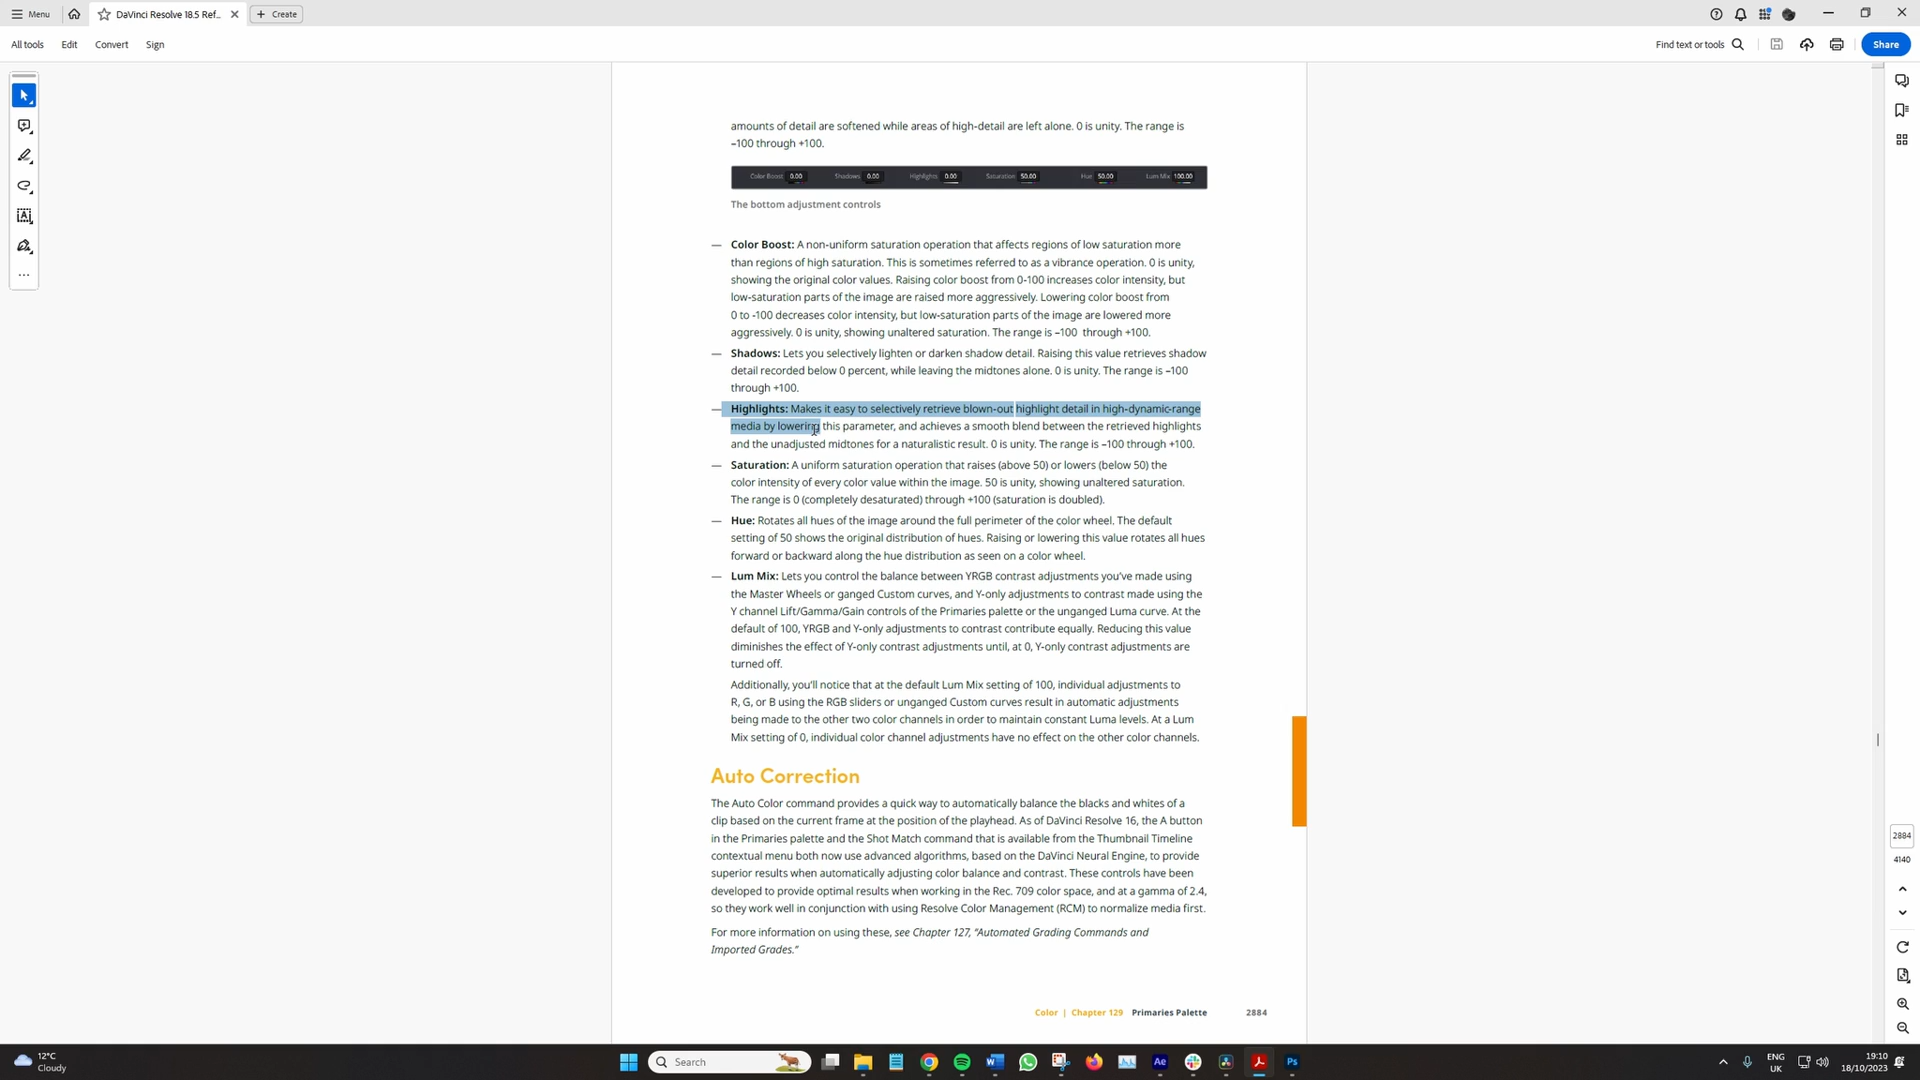 Menu
DaVinci Resolve 18.5 Ref...
Create
All tools
Edit
Convert
Sign
Find text or tools
Share
amounts of detail are softened while areas of high-detail are left alone. 0 is unity. The range is
–100 through +100.
Color Boost 0.00 Shadows 0.00 Highlights 0.00 Saturation 50.00 Hue 50.00 Lum Mix 100.00
The bottom adjustment controls
— Color Boost: A non-uniform saturation operation that affects regions of low saturation more
than regions of high saturation. This is sometimes referred to as a vibrance operation. 0 is unity,
showing the original color values. Raising color boost from 0-100 increases color intensity, but
low-saturation parts of the image are raised more aggressively. Lowering color boost from
0 to -100 decreases color intensity, but low-saturation parts of the image are lowered more
aggressively. 0 is unity, showing unaltered saturation. The range is –100 through +100.
— Shadows: Lets you selectively lighten or darken shadow detail. Raising this value retrieves shadow
detail recorded below 0 percent, while leaving the midtones alone. 0 is unity. The range is –100
through +100.
— Highlights: Makes it easy to selectively retrieve blown-out highlight detail in high-dynamic-range
media by lowering this parameter, and achieves a smooth blend between the retrieved highlights
and the unadjusted midtones for a naturalistic result. 0 is unity. The range is –100 through +100.
— Saturation: A uniform saturation operation that raises (above 50) or lowers (below 50) the
color intensity of every color value within the image. 50 is unity, showing unaltered saturation.
The range is 0 (completely desaturated) through +100 (saturation is doubled).
— Hue: Rotates all hues of the image around the full perimeter of the color wheel. The default
setting of 50 shows the original distribution of hues. Raising or lowering this value rotates all hues
forward or backward along the hue distribution as seen on a color wheel.
— Lum Mix: Lets you control the balance between YRGB contrast adjustments you've made using
the Master Wheels or ganged Custom curves, and Y-only adjustments to contrast made using the
Y channel Lift/Gamma/Gain controls of the Primaries palette or the unganged Luma curve. At the
default of 100, YRGB and Y-only adjustments to contrast contribute equally. Reducing this value
diminishes the effect of Y-only contrast adjustments until, at 0, Y-only contrast adjustments are
turned off.
Additionally, you'll notice that at the default Lum Mix setting of 100, individual adjustments to
R, G, or B using the RGB sliders or unganged Custom curves result in automatic adjustments
being made to the other two color channels in order to maintain constant Luma levels. At a Lum
Mix setting of 0, individual color channel adjustments have no effect on the other color channels.
Auto Correction
The Auto Color command provides a quick way to automatically balance the blacks and whites of a
clip based on the current frame at the position of the playhead. As of DaVinci Resolve 16, the A button
in the Primaries palette and the Shot Match command that is available from the Thumbnail Timeline
contextual menu both now use advanced algorithms, based on the DaVinci Neural Engine, to provide
superior results when automatically adjusting color balance and contrast. These controls have been
developed to provide optimal results when working in the Rec. 709 color space, and at a gamma of 2.4,
so they work well in conjunction with using Resolve Color Management (RCM) to normalize media first.
For more information on using these, see Chapter 127, “Automated Grading Commands and
Imported Grades.”
Color | Chapter 129 Primaries Palette 2884
2884
4140
12°C
Cloudy
Search
W
Ae
Ps
ENG
UK
19:10
18/10/2023